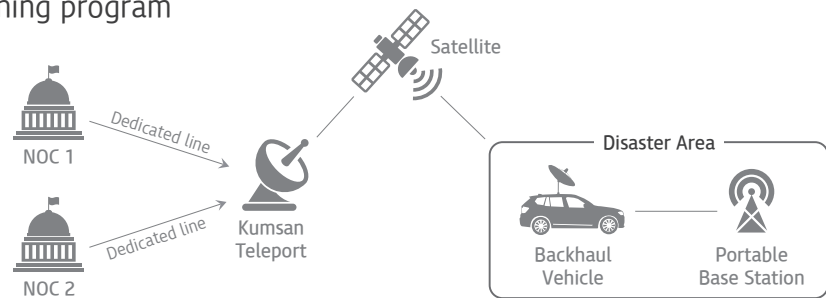 program
Satellite
NOC 1
Dedicated line
Disaster Area
Kumsan
Teleport
Dedicated line
NOC 2
Backhaul
Vehicle
Portable
Base Station